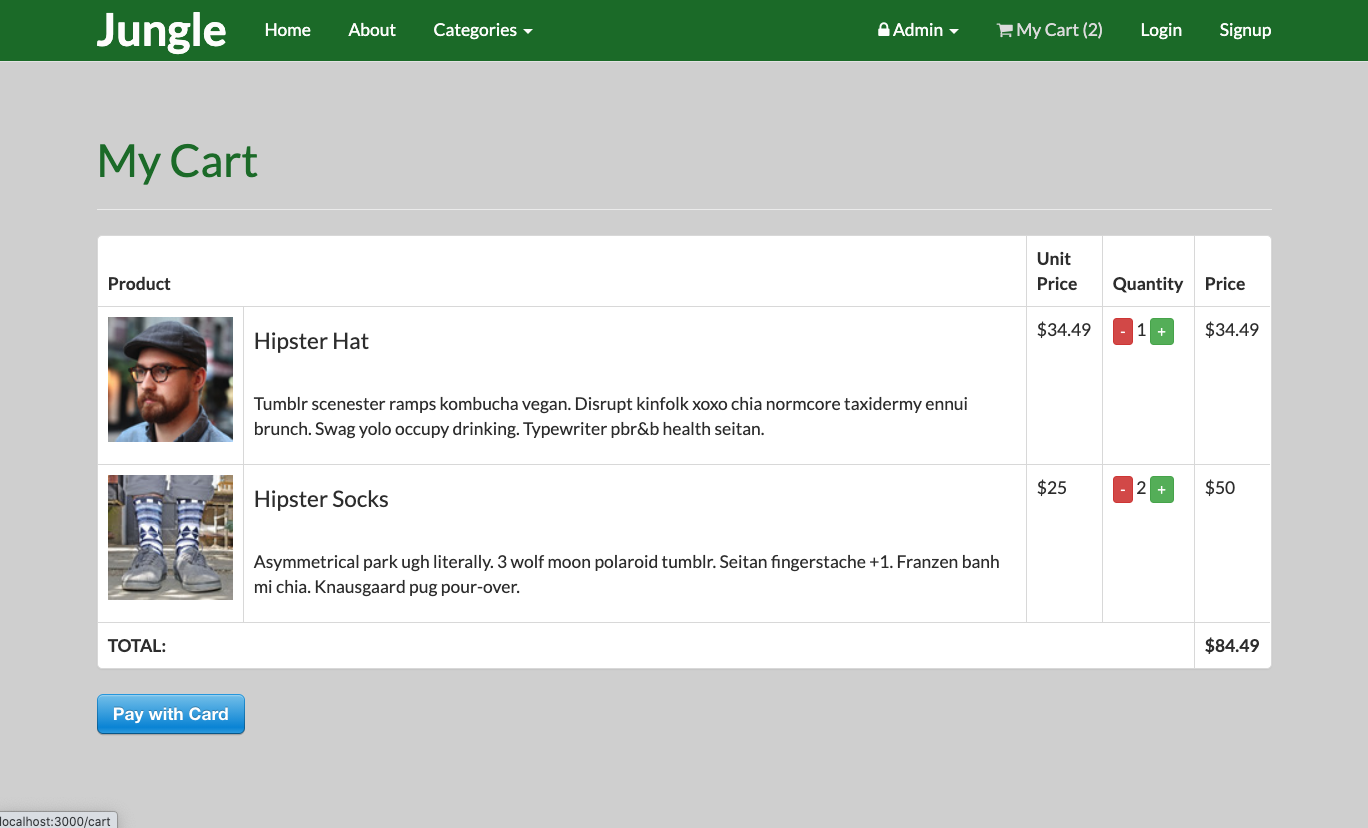 Jungle Home About Categories Admin My Cart (2) Login Signup
My Cart
Product Unit Price Quantity Price
Hipster Hat $34.49 - 1 + $34.49
Tumblr scenester ramps kombucha vegan. Disrupt kinfolk xoxo chia normcore taxidermy ennui
brunch. Swag yolo occupy drinking. Typewriter pbr&b health seitan.
Hipster Socks $25 - 2 + $50
Asymmetrical park ugh literally. 3 wolf moon polaroid tumblr. Seitan fingerstache +1. Franzen banh
mi chia. Knausgaard pug pour-over.
TOTAL: $84.49
Pay with Card
localhost:3000/cart